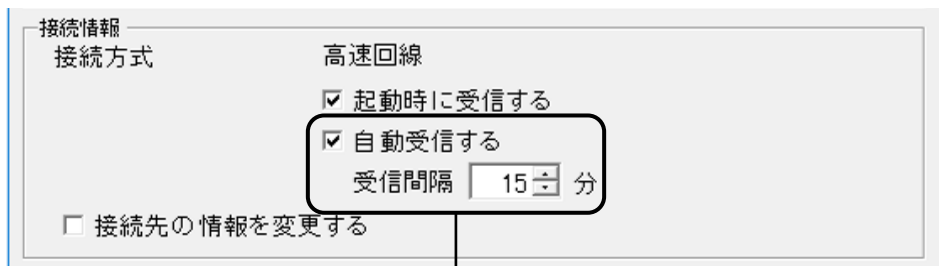 接続情報
接続方式 高速回線
起動時に受信する
自動受信する
受信間隔 15 分
接続先の情報を変更する